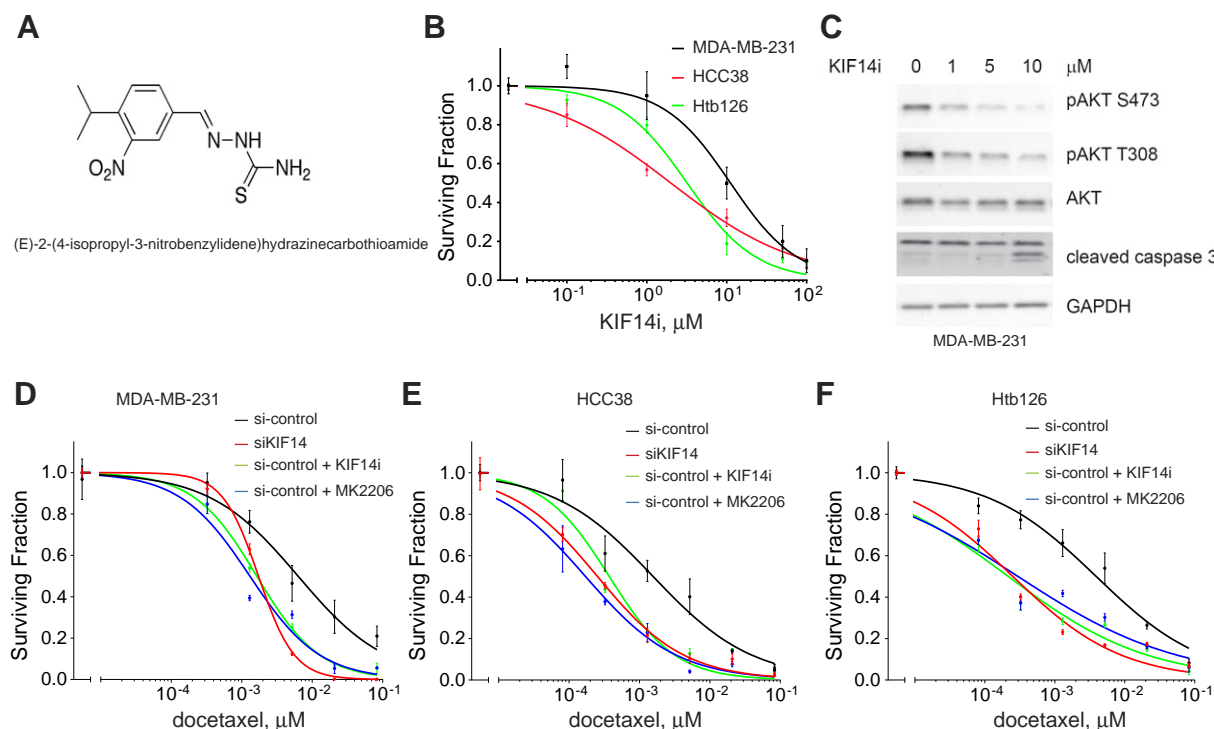 A
O₂N
N
NH
S
NH₂
(E)-2-(4-isopropyl-3-nitrobenzylidene)hydrazinecarbothioamide
B
MDA-MB-231
HCC38
Htb126
Surviving Fraction
1.0
0.8
0.6
0.4
0.2
0.0
10⁻¹
10⁰
10¹
10²
KIF14i, μM
C
KIF14i 0 1 5 10 μM
pAKT S473
pAKT T308
AKT
cleaved caspase 3
GAPDH
MDA-MB-231
D
MDA-MB-231
si-control
siKIF14
si-control + KIF14i
si-control + MK2206
Surviving Fraction
1.0
0.8
0.6
0.4
0.2
0.0
10⁻⁴ 10⁻³ 10⁻² 10⁻¹
docetaxel, μM
E
HCC38
si-control
siKIF14
si-control + KIF14i
si-control + MK2206
Surviving Fraction
1.0
0.8
0.6
0.4
0.2
0.0
10⁻⁴ 10⁻³ 10⁻² 10⁻¹
docetaxel, μM
F
Htb126
si-control
siKIF14
si-control + KIF14i
si-control + MK2206
Surviving Fraction
1.0
0.8
0.6
0.4
0.2
0.0
10⁻⁴ 10⁻³ 10⁻² 10⁻¹
docetaxel, μM